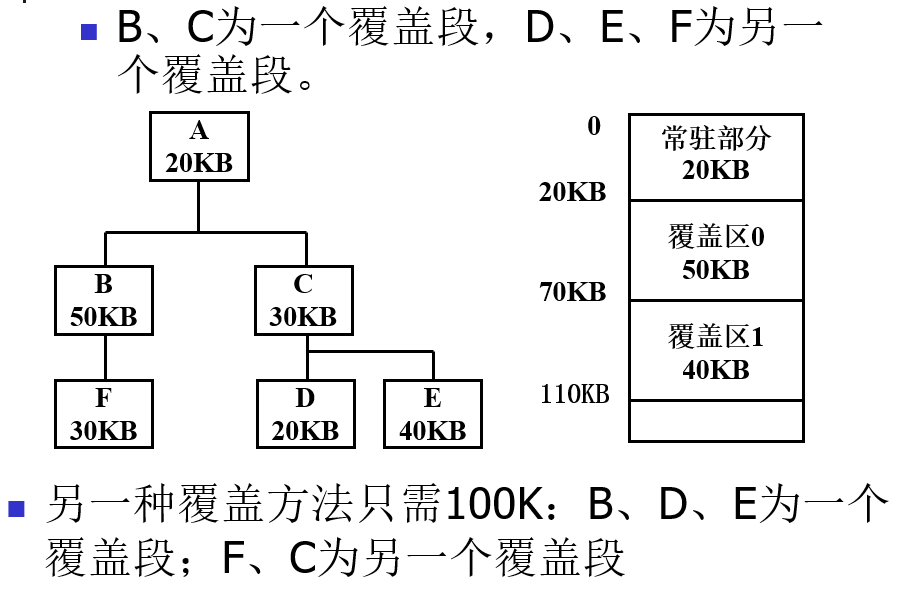 B、C为一个覆盖段，D、E、F为另一
个覆盖段。
A
20KB
B
50KB
C
30KB
F
30KB
D
20KB
E
40KB
0
常驻部分
20KB
20KB
覆盖区0
50KB
70KB
覆盖区1
40KB
110KB
另一种覆盖方法只需100K：B、D、E为一个
覆盖段；F、C为另一个覆盖段